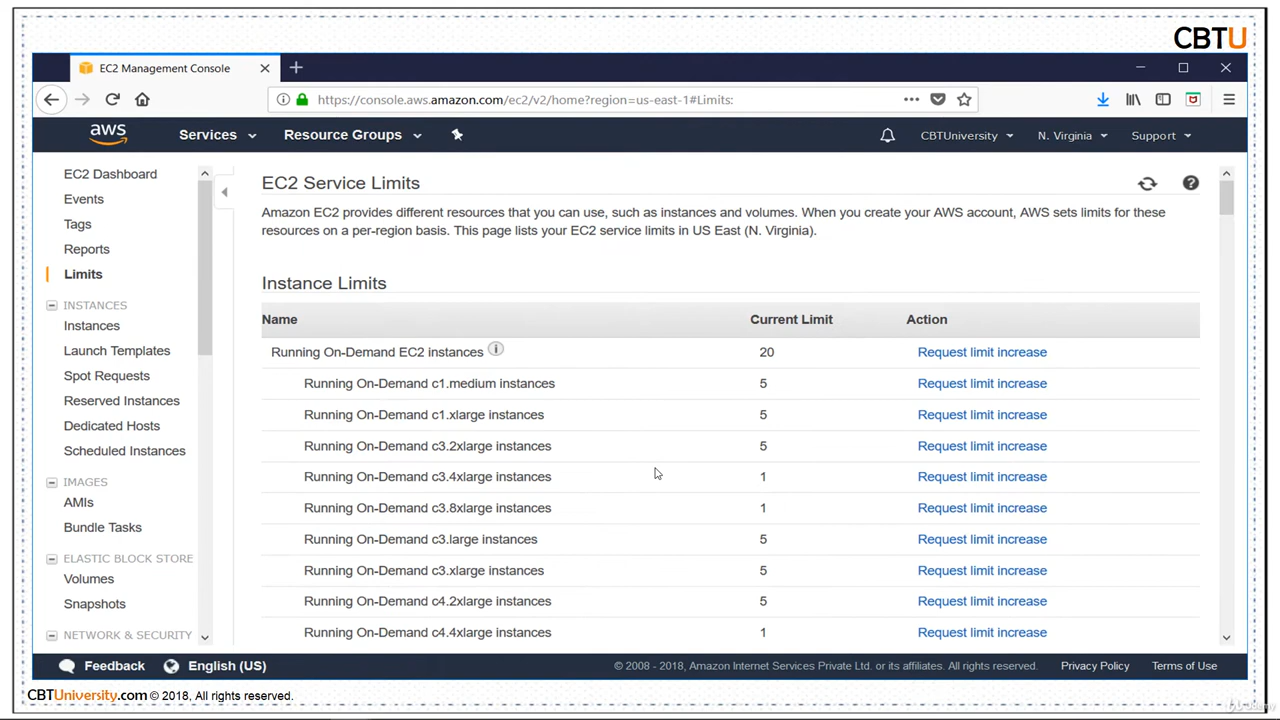 CBTU
EC2 Management Console
https://console.aws.amazon.com/ec2/v2/home?region=us-east-1#Limits:
aws
Services
Resource Groups
CBTUniversity
N. Virginia
Support
EC2 Dashboard
Events
Tags
Reports
Limits
INSTANCES
Instances
Launch Templates
Spot Requests
Reserved Instances
Dedicated Hosts
Scheduled Instances
IMAGES
AMIs
Bundle Tasks
ELASTIC BLOCK STORE
Volumes
Snapshots
NETWORK & SECURITY
EC2 Service Limits
Amazon EC2 provides different resources that you can use, such as instances and volumes. When you create your AWS account, AWS sets limits for these
resources on a per-region basis. This page lists your EC2 service limits in US East (N. Virginia).
Instance Limits
Name Current Limit Action
Running On-Demand EC2 instances 20 Request limit increase
Running On-Demand c1.medium instances 5 Request limit increase
Running On-Demand c1.xlarge instances 5 Request limit increase
Running On-Demand c3.2xlarge instances 5 Request limit increase
Running On-Demand c3.4xlarge instances 1 Request limit increase
Running On-Demand c3.8xlarge instances 1 Request limit increase
Running On-Demand c3.large instances 5 Request limit increase
Running On-Demand c3.xlarge instances 5 Request limit increase
Running On-Demand c4.2xlarge instances 5 Request limit increase
Running On-Demand c4.4xlarge instances 1 Request limit increase
Feedback
English (US)
© 2008 - 2018, Amazon Internet Services Private Ltd. or its affiliates. All rights reserved.
Privacy Policy
Terms of Use
CBTUniversity.com © 2018, All rights reserved.